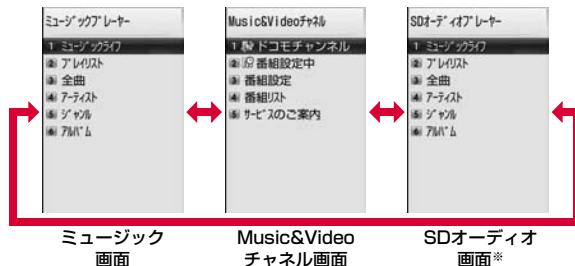 ミュージックプレーヤー
1 ミュージックライフ
2 プレイリスト
3 全曲
4 アーティスト
5 ジャンル
6 アルバム
Music&Videoチャネル
1 ドコモチャンネル
2 番組設定中
3 番組設定
4 番組リスト
5 サービスのご案内
SDオーディオプレーヤー
1 ミュージックライフ
2 プレイリスト
3 全曲
4 アーティスト
5 ジャンル
6 アルバム
ミュージック
画面
Music&Video
チャネル画面
SDオーディオ
画面※